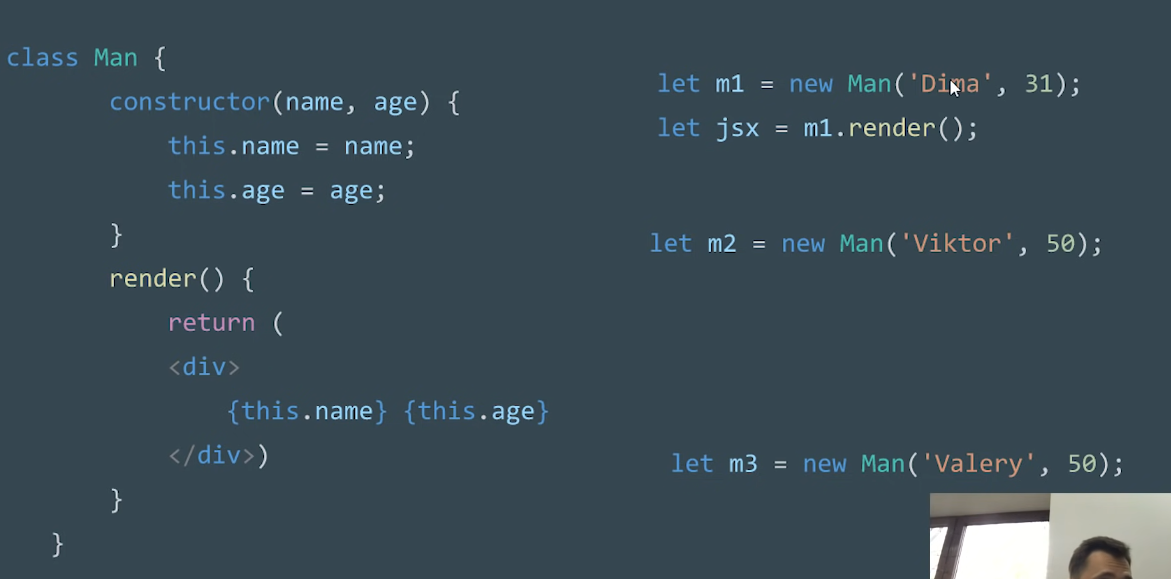 class Man {
constructor(name, age) {
this.name = name;
this.age = age;
}
render() {
return (
<div>
{this.name} {this.age}
</div>)
}
}
let m1 = new Man('Dima', 31);
let jsx = m1.render();
let m2 = new Man('Viktor', 50);
let m3 = new Man('Valery', 50);